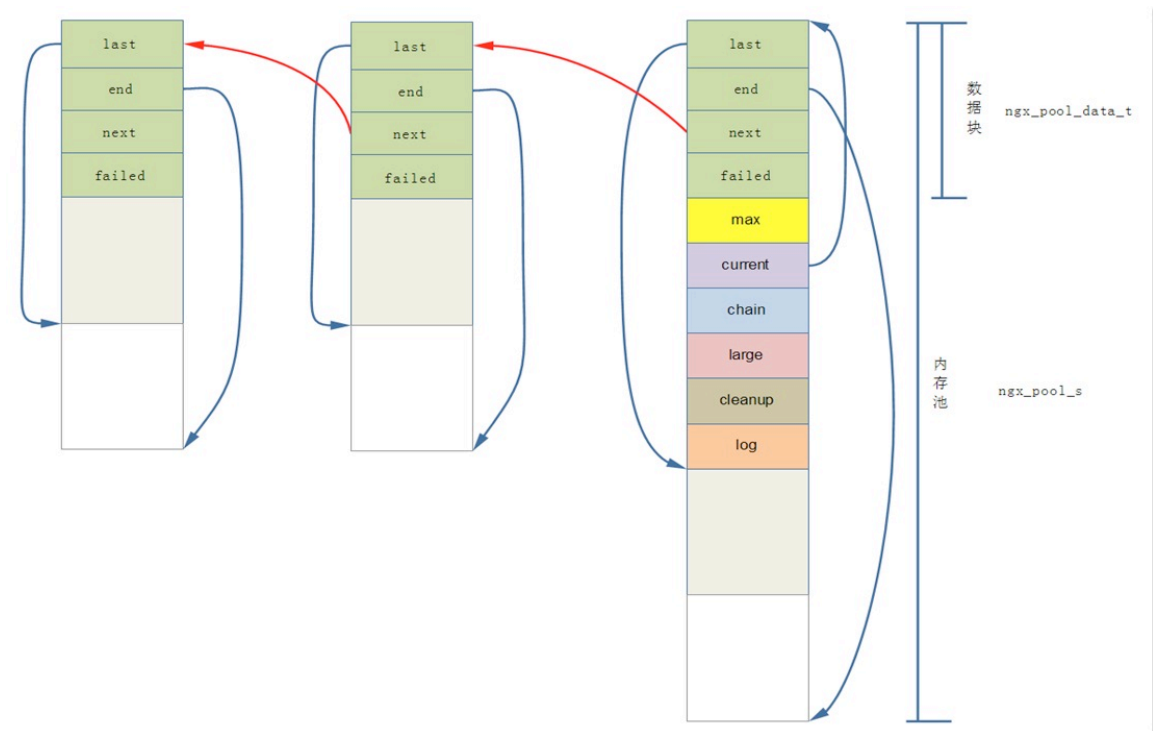 last
end
next
failed
last
end
next
failed
last
end
next
failed
max
current
chain
large
cleanup
log
数据块
ngx_pool_data_t
内存池
ngx_pool_s